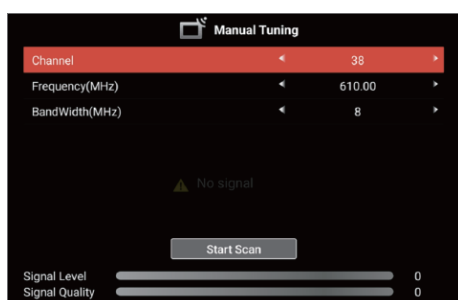 Manual Tuning
Channel 38
Frequency(MHz) 610.00
BandWidth(MHz) 8
No signal
Start Scan
Signal Level 0
Signal Quality 0